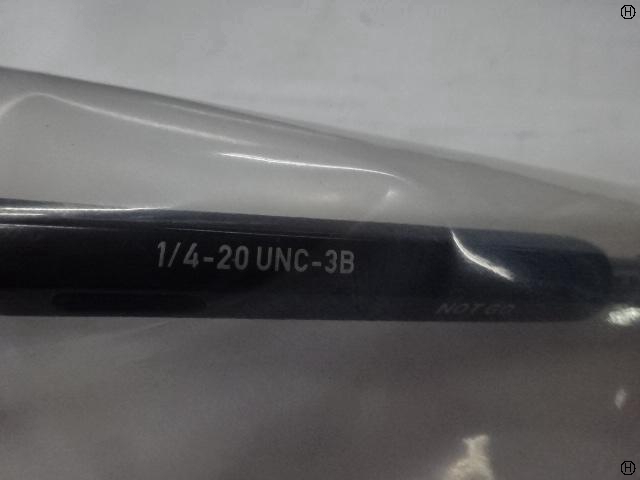 Ⓗ
1/4-20 UNC-3B
NOT GO
Ⓗ